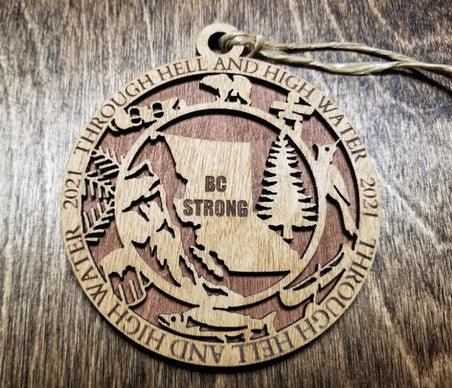 THROUGH HELL AND HIGH WATER
2021
THROUGH HELL AND HIGH WATER
2021
BC
STRONG